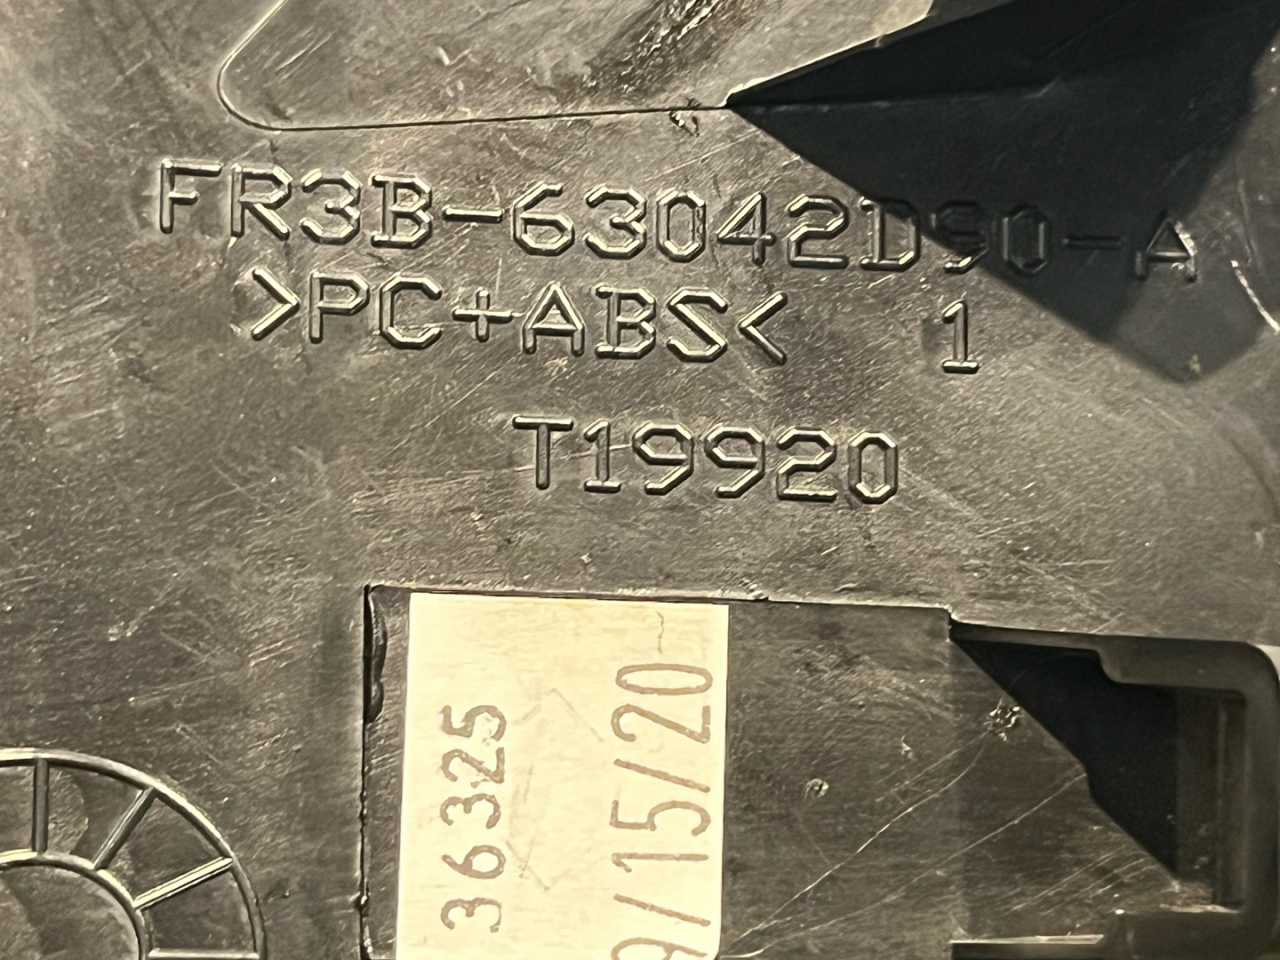 FR3B-63042D90-A
>PC+ABS< 1
T19920
36325
9/15/20